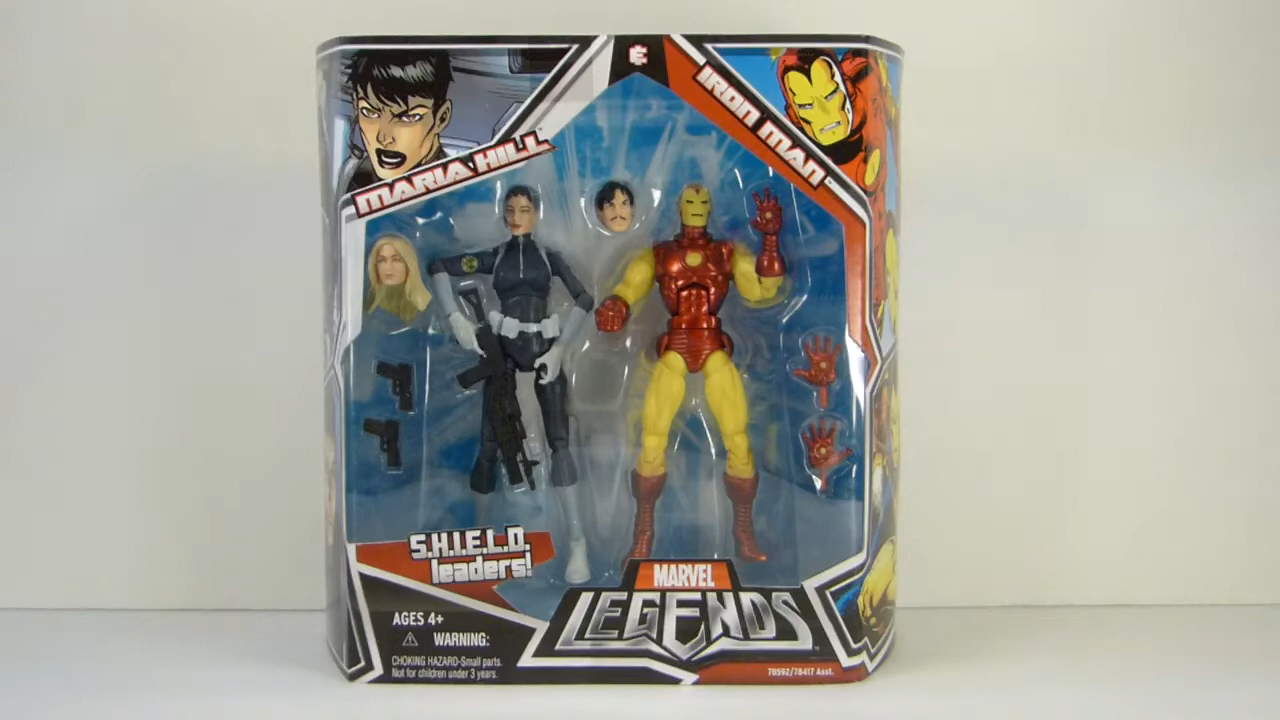 MARIA HILL
IRON MAN
S.H.I.E.L.D.
leaders!
MARVEL
LEGENDS
AGES 4+
WARNING:
CHOKING HAZARD-Small parts.
Not for children under 3 years.
78592/78417 Asst.